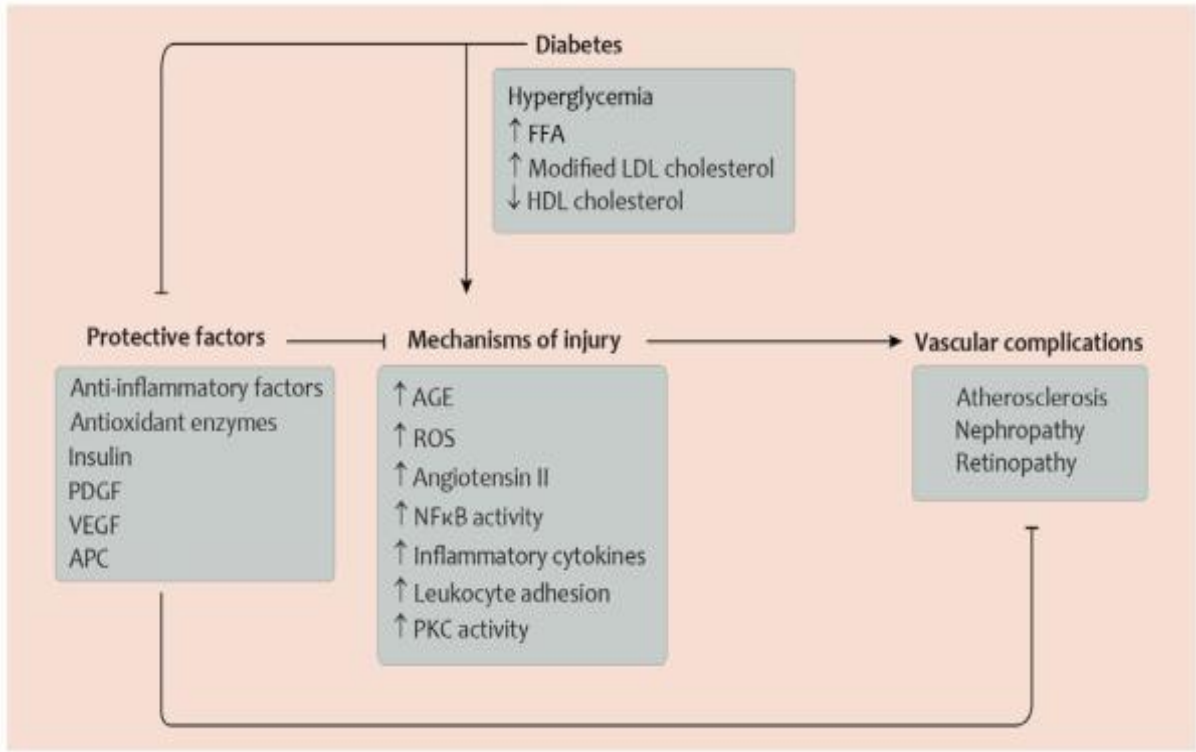 Diabetes
Hyperglycemia
↑ FFA
↑ Modified LDL cholesterol
↓ HDL cholesterol
Protective factors
Anti-inflammatory factors
Antioxidant enzymes
Insulin
PDGF
VEGF
APC
Mechanisms of injury
↑ AGE
↑ ROS
↑ Angiotensin II
↑ NFκB activity
↑ Inflammatory cytokines
↑ Leukocyte adhesion
↑ PKC activity
Vascular complications
Atherosclerosis
Nephropathy
Retinopathy